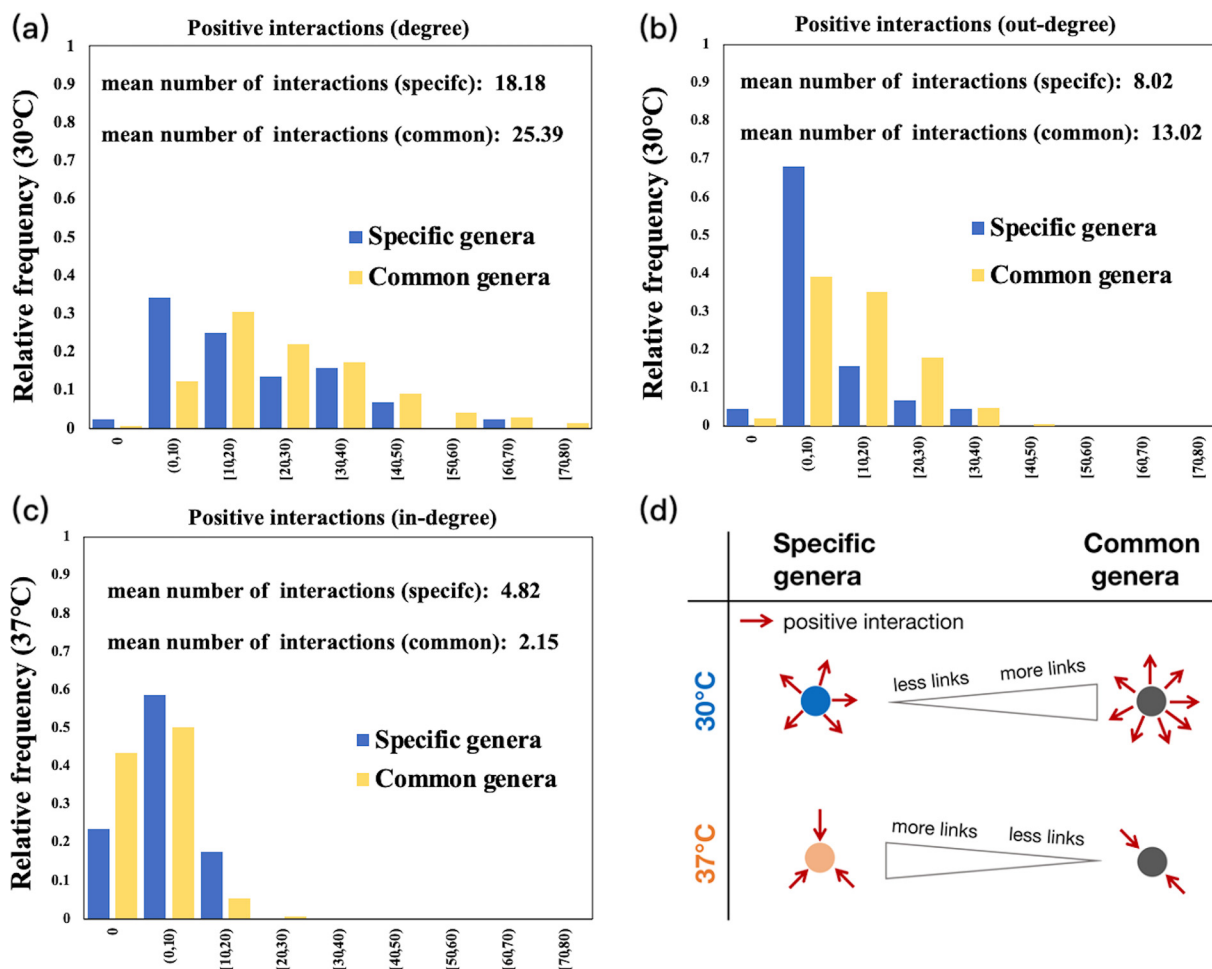 (a)
Positive interactions (degree)
1
0.9
0.8
0.7
0.6
0.5
0.4
0.3
0.2
0.1
0
Relative frequency (30°C)
mean number of interactions (specifc): 18.18
mean number of interactions (common): 25.39
Specific genera
Common genera
0
(0,10)
[10,20)
[20,30)
[30,40)
[40,50)
[50,60)
[60,70)
[70,80)
(b)
Positive interactions (out-degree)
1
0.9
0.8
0.7
0.6
0.5
0.4
0.3
0.2
0.1
0
Relative frequency (30°C)
mean number of interactions (specifc): 8.02
mean number of interactions (common): 13.02
Specific genera
Common genera
0
(0,10)
[10,20)
[20,30)
[30,40)
[40,50)
[50,60)
[60,70)
[70,80)
(c)
Positive interactions (in-degree)
1
0.9
0.8
0.7
0.6
0.5
0.4
0.3
0.2
0.1
0
Relative frequency (37°C)
mean number of interactions (specifc): 4.82
mean number of interactions (common): 2.15
Specific genera
Common genera
0
(0,10)
[10,20)
[20,30)
[30,40)
[40,50)
[50,60)
[60,70)
[70,80)
(d)
Specific
genera
Common
genera
positive interaction
30°C
less links
more links
37°C
more links
less links